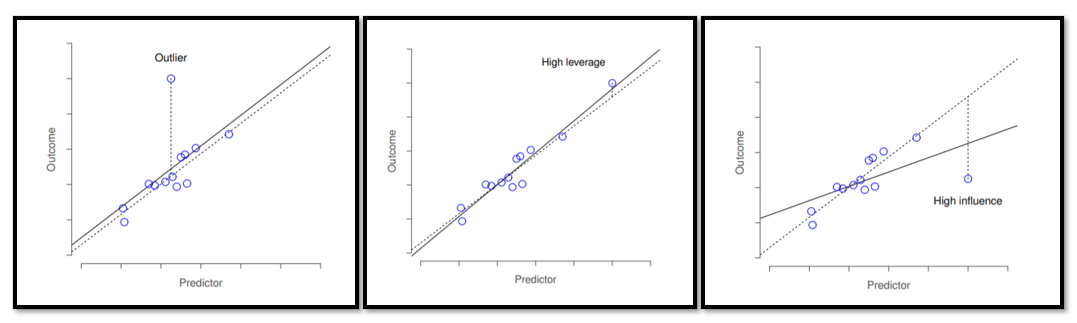 Outlier
Outcome
Predictor
High leverage
Outcome
Predictor
Outcome
High influence
Predictor